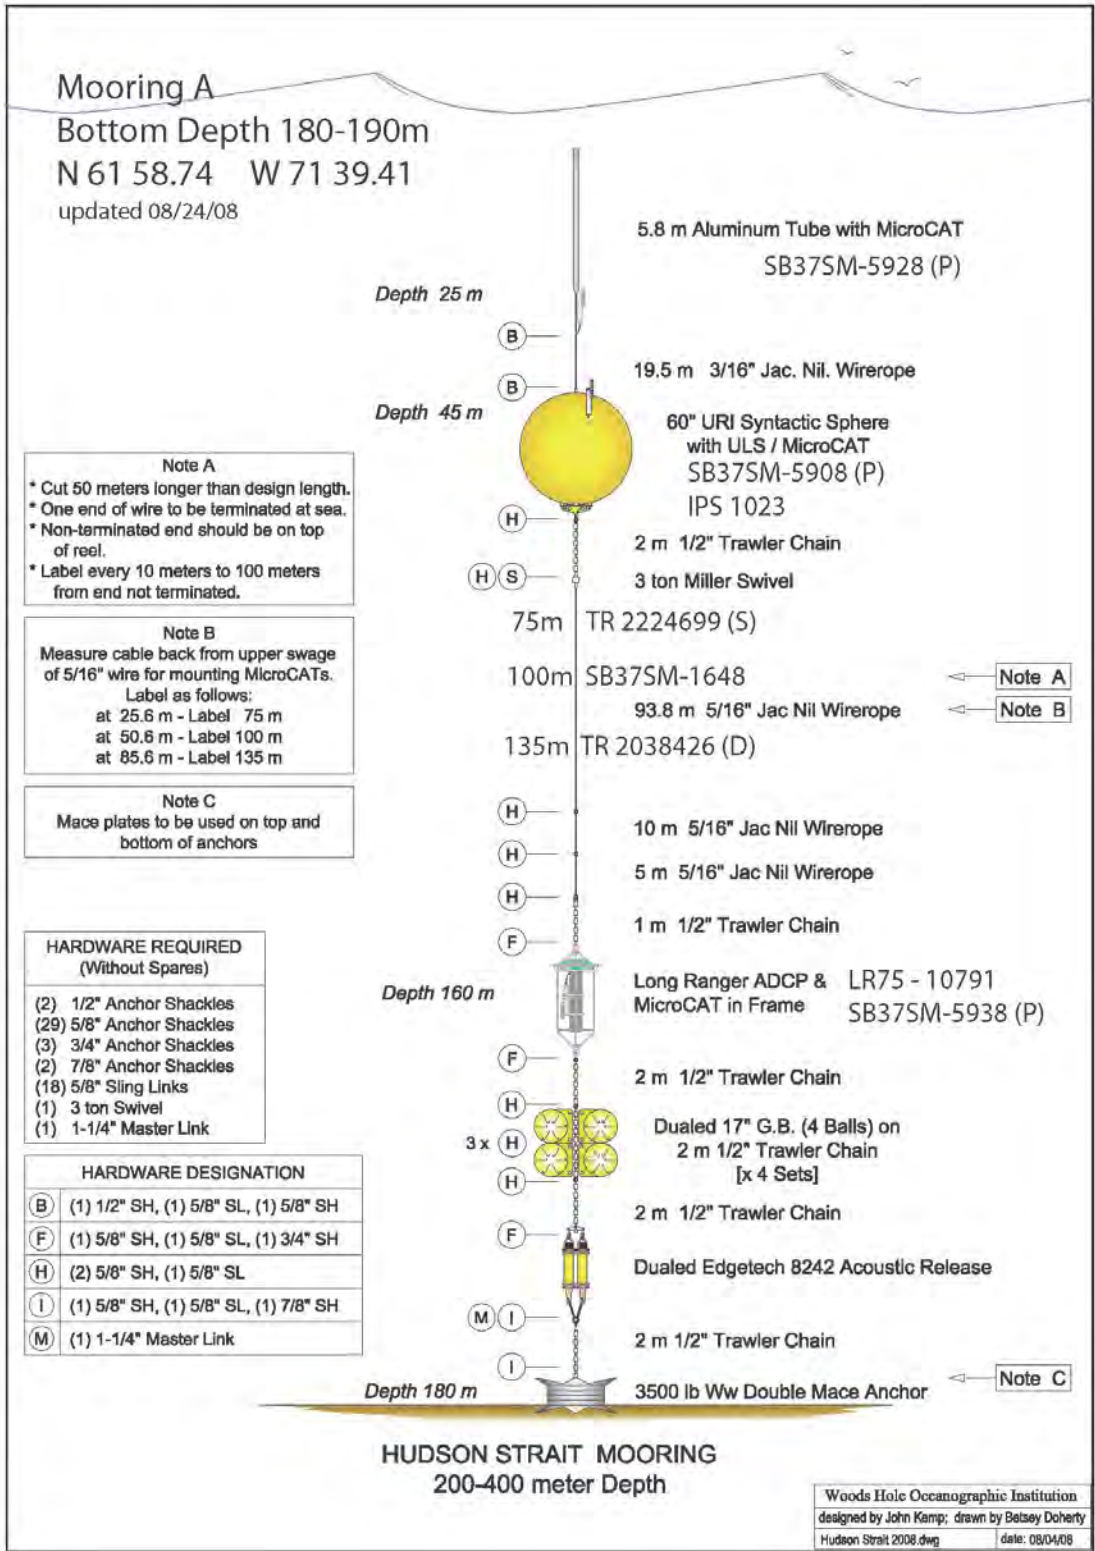 Mooring A
Bottom Depth 180-190m
N 61 58.74 W 71 39.41
updated 08/24/08
5.8 m Aluminum Tube with MicroCAT
SB37SM-5928 (P)
Depth 25 m
B
19.5 m 3/16" Jac. Nil. Wirerope
B
Depth 45 m
60" URI Syntactic Sphere
with ULS / MicroCAT
SB37SM-5908 (P)
IPS 1023
H
2 m 1/2" Trawler Chain
H S
3 ton Miller Swivel
75m TR 2224699 (S)
100m SB37SM-1648
Note A
93.8 m 5/16" Jac Nil Wirerope
Note B
135m TR 2038426 (D)
H
10 m 5/16" Jac Nil Wirerope
H
5 m 5/16" Jac Nil Wirerope
H
1 m 1/2" Trawler Chain
F
Depth 160 m
Long Ranger ADCP &
MicroCAT in Frame
LR75 - 10791
SB37SM-5938 (P)
F
2 m 1/2" Trawler Chain
H
3 x H
Dualed 17" G.B. (4 Balls) on
2 m 1/2" Trawler Chain
[x 4 Sets]
H
2 m 1/2" Trawler Chain
F
Dualed Edgetech 8242 Acoustic Release
M I
2 m 1/2" Trawler Chain
I
Depth 180 m
3500 lb Ww Double Mace Anchor
Note C
Note A
* Cut 50 meters longer than design length.
* One end of wire to be terminated at sea.
* Non-terminated end should be on top
of reel.
* Label every 10 meters to 100 meters
from end not terminated.
Note B
Measure cable back from upper swage
of 5/16" wire for mounting MicroCATs.
Label as follows:
at 25.6 m - Label 75 m
at 50.6 m - Label 100 m
at 85.6 m - Label 135 m
Note C
Mace plates to be used on top and
bottom of anchors
HARDWARE REQUIRED
(Without Spares)
(2) 1/2" Anchor Shackles
(29) 5/8" Anchor Shackles
(3) 3/4" Anchor Shackles
(2) 7/8" Anchor Shackles
(18) 5/8" Sling Links
(1) 3 ton Swivel
(1) 1-1/4" Master Link
HARDWARE DESIGNATION
B (1) 1/2" SH, (1) 5/8" SL, (1) 5/8" SH
F (1) 5/8" SH, (1) 5/8" SL, (1) 3/4" SH
H (2) 5/8" SH, (1) 5/8" SL
I (1) 5/8" SH, (1) 5/8" SL, (1) 7/8" SH
M (1) 1-1/4" Master Link
HUDSON STRAIT MOORING
200-400 meter Depth
Woods Hole Oceanographic Institution
designed by John Kemp; drawn by Betsey Doherty
Hudson Strait 2008.dwg date: 08/04/08